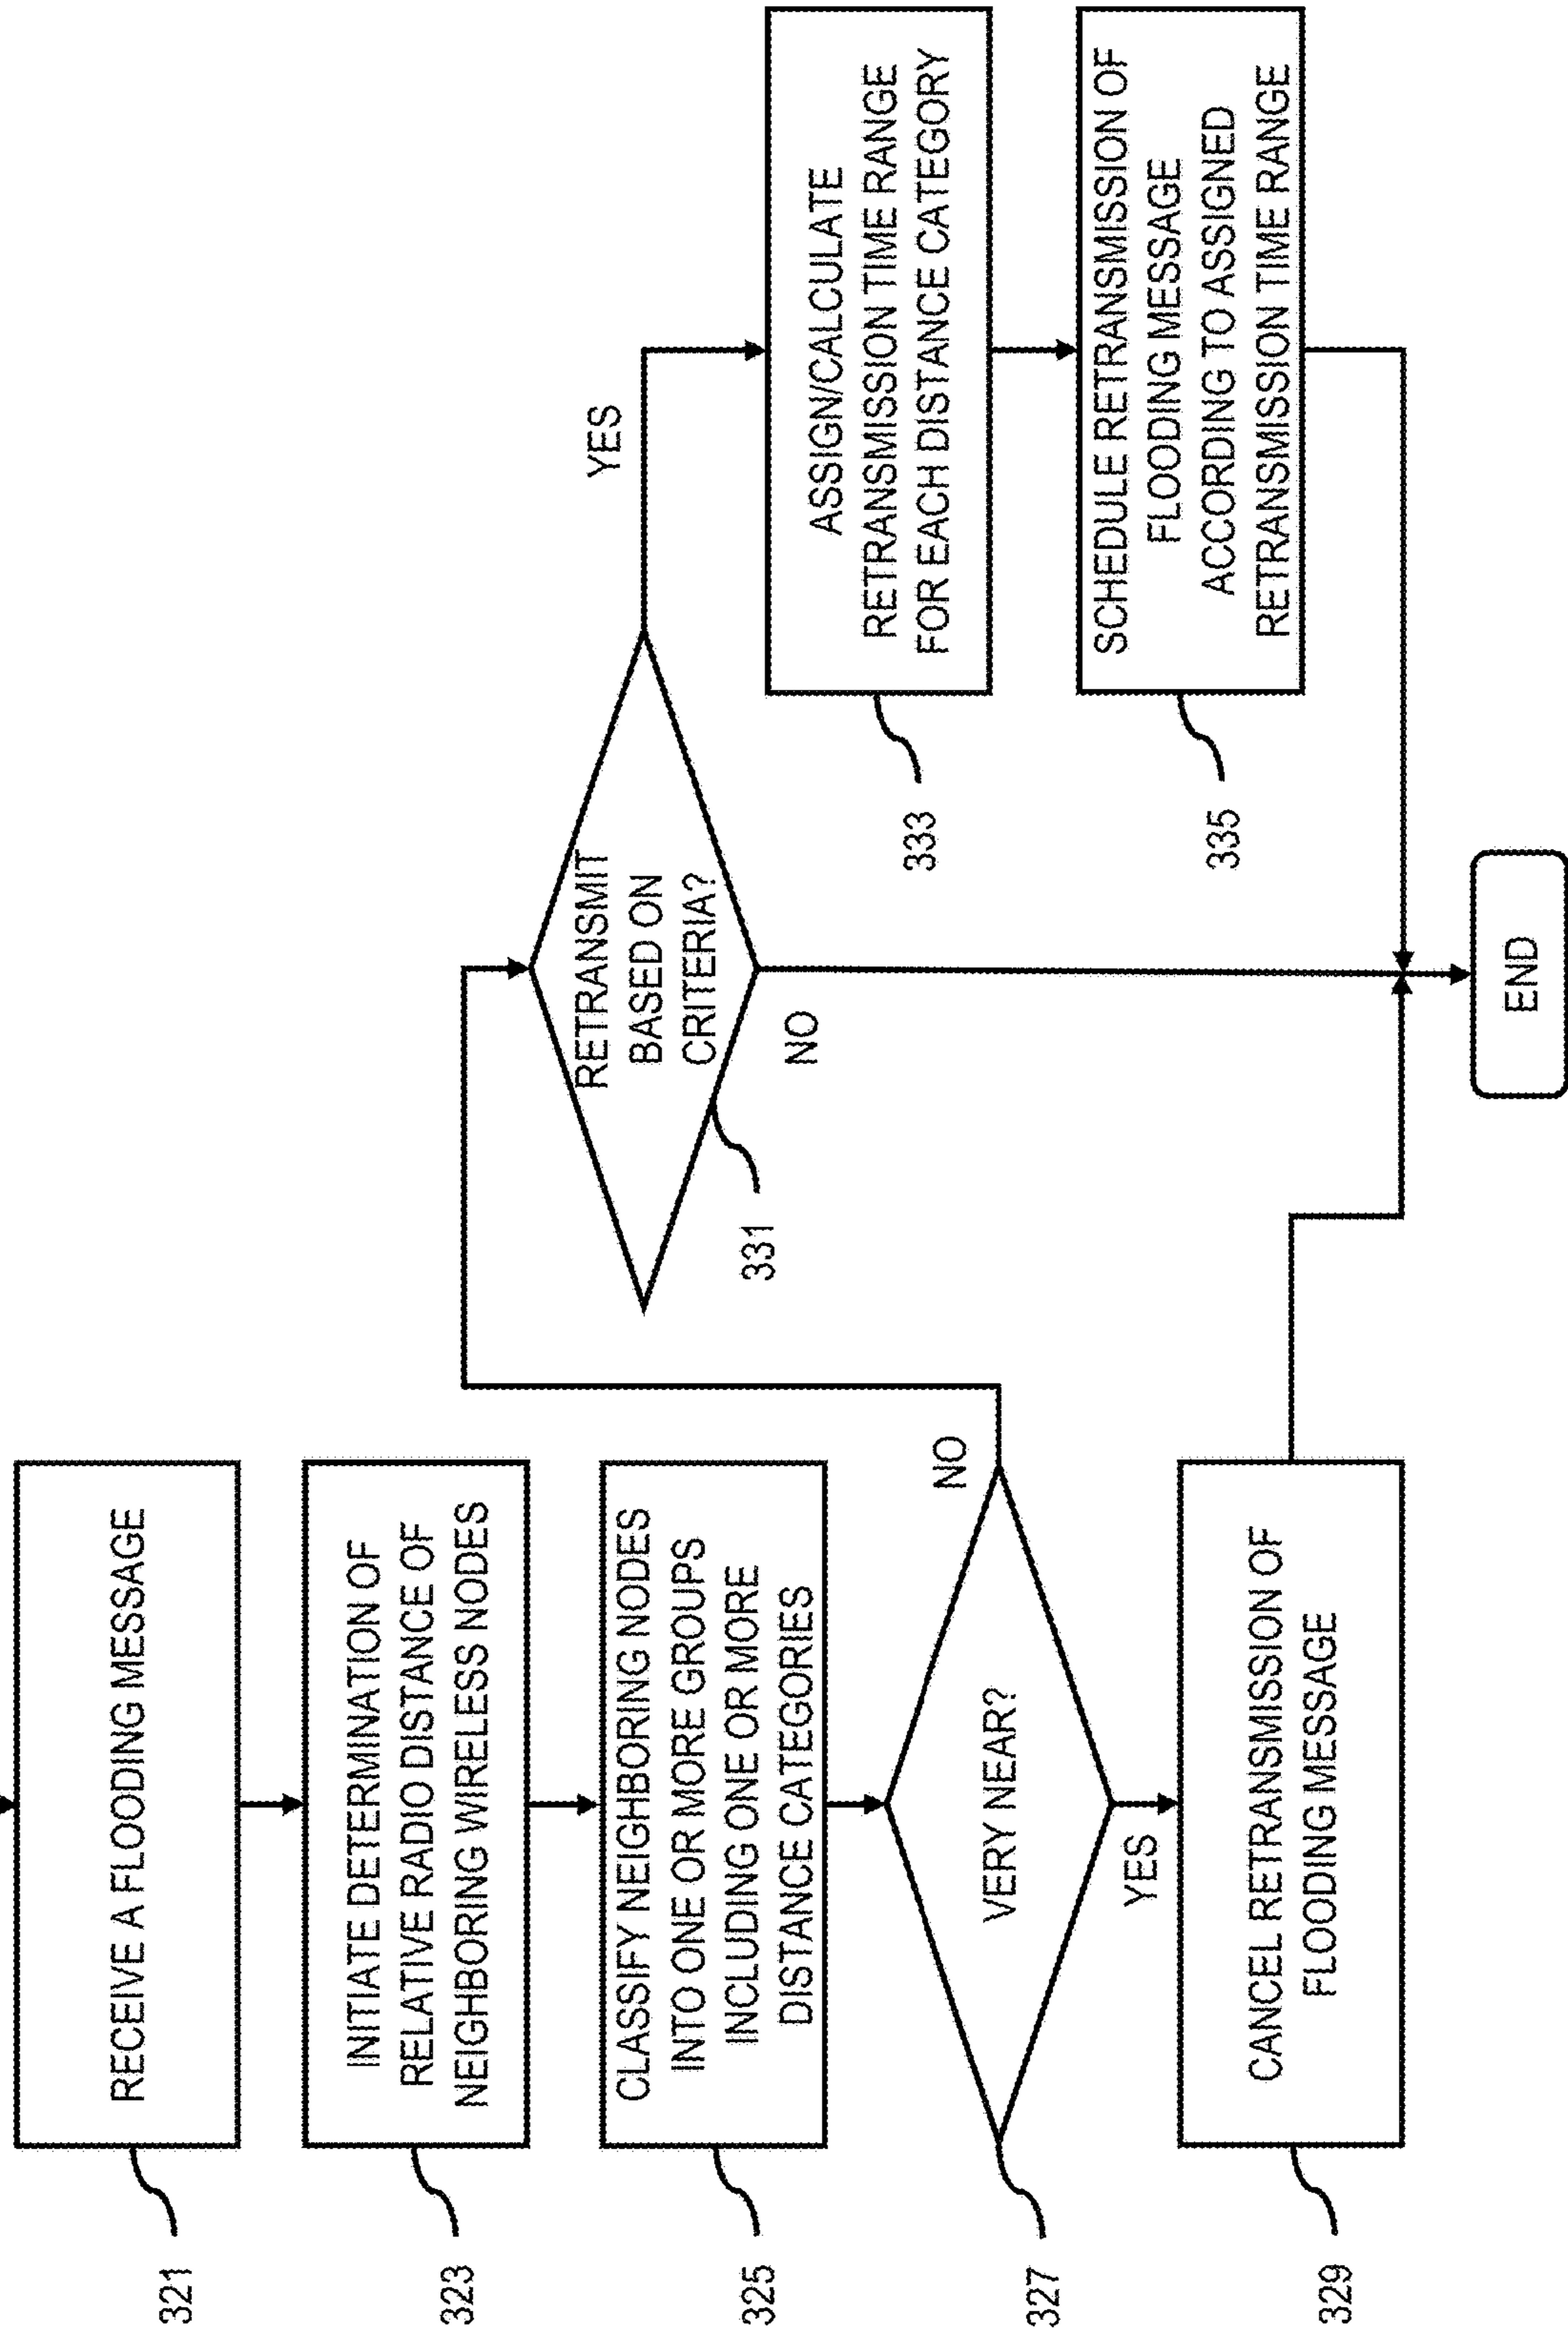 321
RECEIVE A FLOODING MESSAGE
323
INITIATE DETERMINATION OF
RELATIVE RADIO DISTANCE OF
NEIGHBORING WIRELESS NODES
325
CLASSIFY NEIGHBORING NODES
INTO ONE OR MORE GROUPS
INCLUDING ONE OR MORE
DISTANCE CATEGORIES
327
VERY NEAR?
NO
YES
329
CANCEL RETRANSMISSION OF
FLOODING MESSAGE
331
RETRANSMIT
BASED ON
CRITERIA?
YES
NO
333
ASSIGN/CALCULATE
RETRANSMISSION TIME RANGE
FOR EACH DISTANCE CATEGORY
335
SCHEDULE RETRANSMISSION OF
FLOODING MESSAGE
ACCORDING TO ASSIGNED
RETRANSMISSION TIME RANGE
END